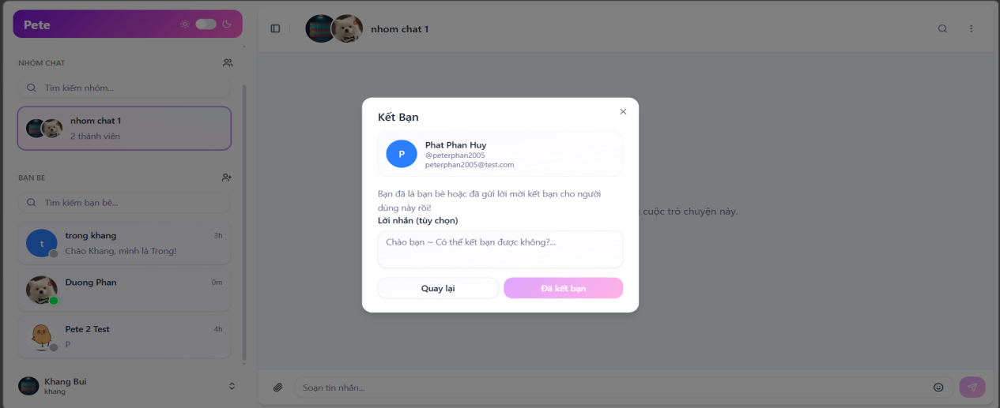 Pete
NHÓM CHAT
Tìm kiếm nhóm...
nhom chat 1
2 thành viên
BẠN BÈ
Tìm kiếm bạn bè...
trong khang
3h
Chào Khang, mình là Trong!
Duong Phan
0m
Pete 2 Test
4h
P
Khang Bui
khang
nhom chat 1
cuộc trò chuyện này.
Soạn tin nhắn...
Kết Bạn
P
Phat Phan Huy
@peterphan2005
peterphan2005@test.com
Bạn đã là bạn bè hoặc đã gửi lời mời kết bạn cho người
dùng này rồi!
Lời nhắn (tùy chọn)
Chào bạn ~ Có thể kết bạn được không?...
Quay lại
Đã kết bạn